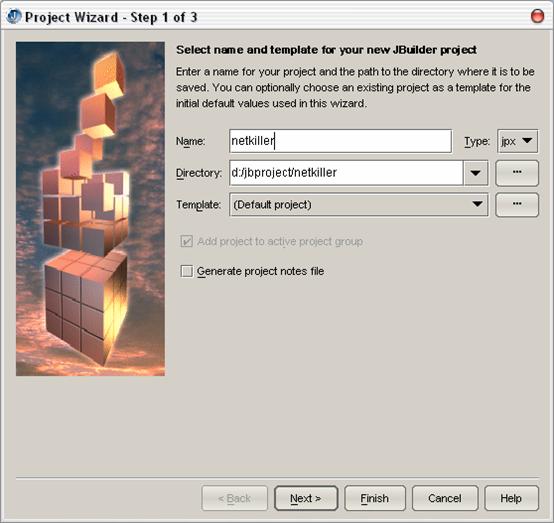 Project Wizard - Step 1 of 3
Select name and template for your new JBuilder project
Enter a name for your project and the path to the directory where it is to be
saved. You can optionally choose an existing project as a template for the
initial default values used in this wizard.
Name: netkiller Type: jpx
Directory: d:/jbproject/netkiller ...
Template: (Default project) ...
Add project to active project group
Generate project notes file
< Back Next > Finish Cancel Help